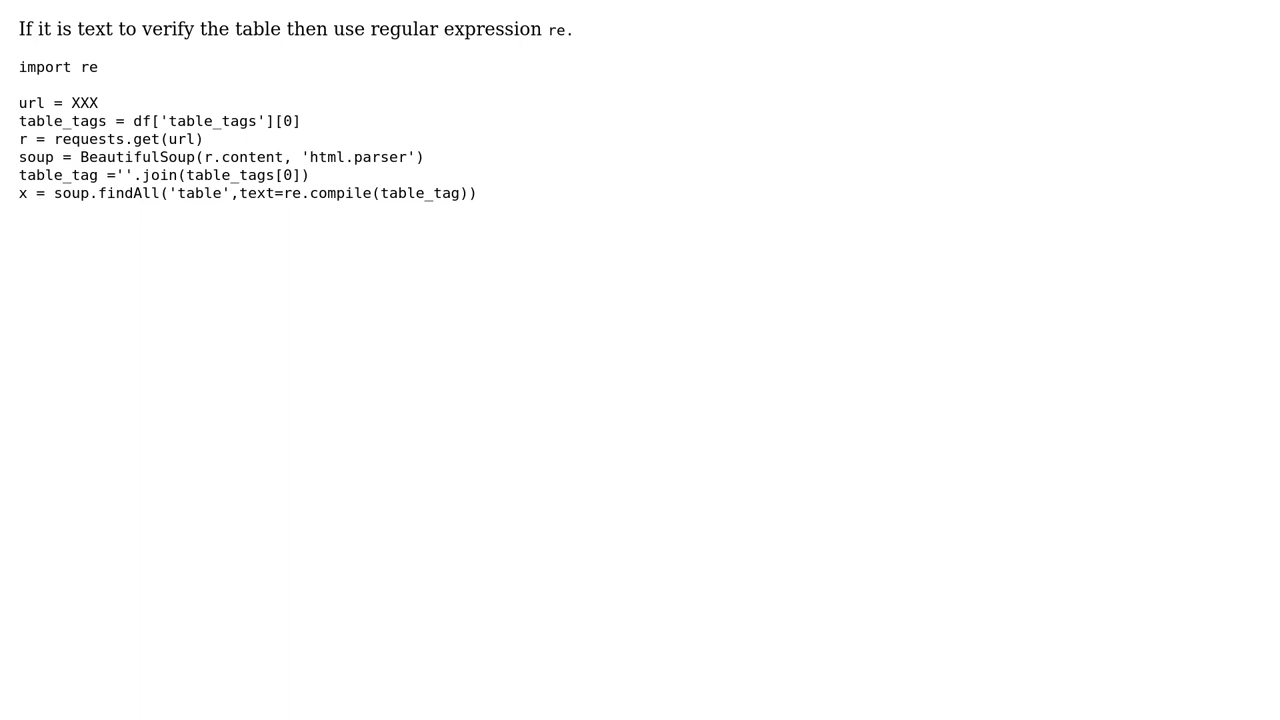 If it is text to verify the table then use regular expression re.
import re
url = XXX
table_tags = df['table_tags'][0]
r = requests.get(url)
soup = BeautifulSoup(r.content, 'html.parser')
table_tag =''.join(table_tags[0])
x = soup.findAll('table',text=re.compile(table_tag))